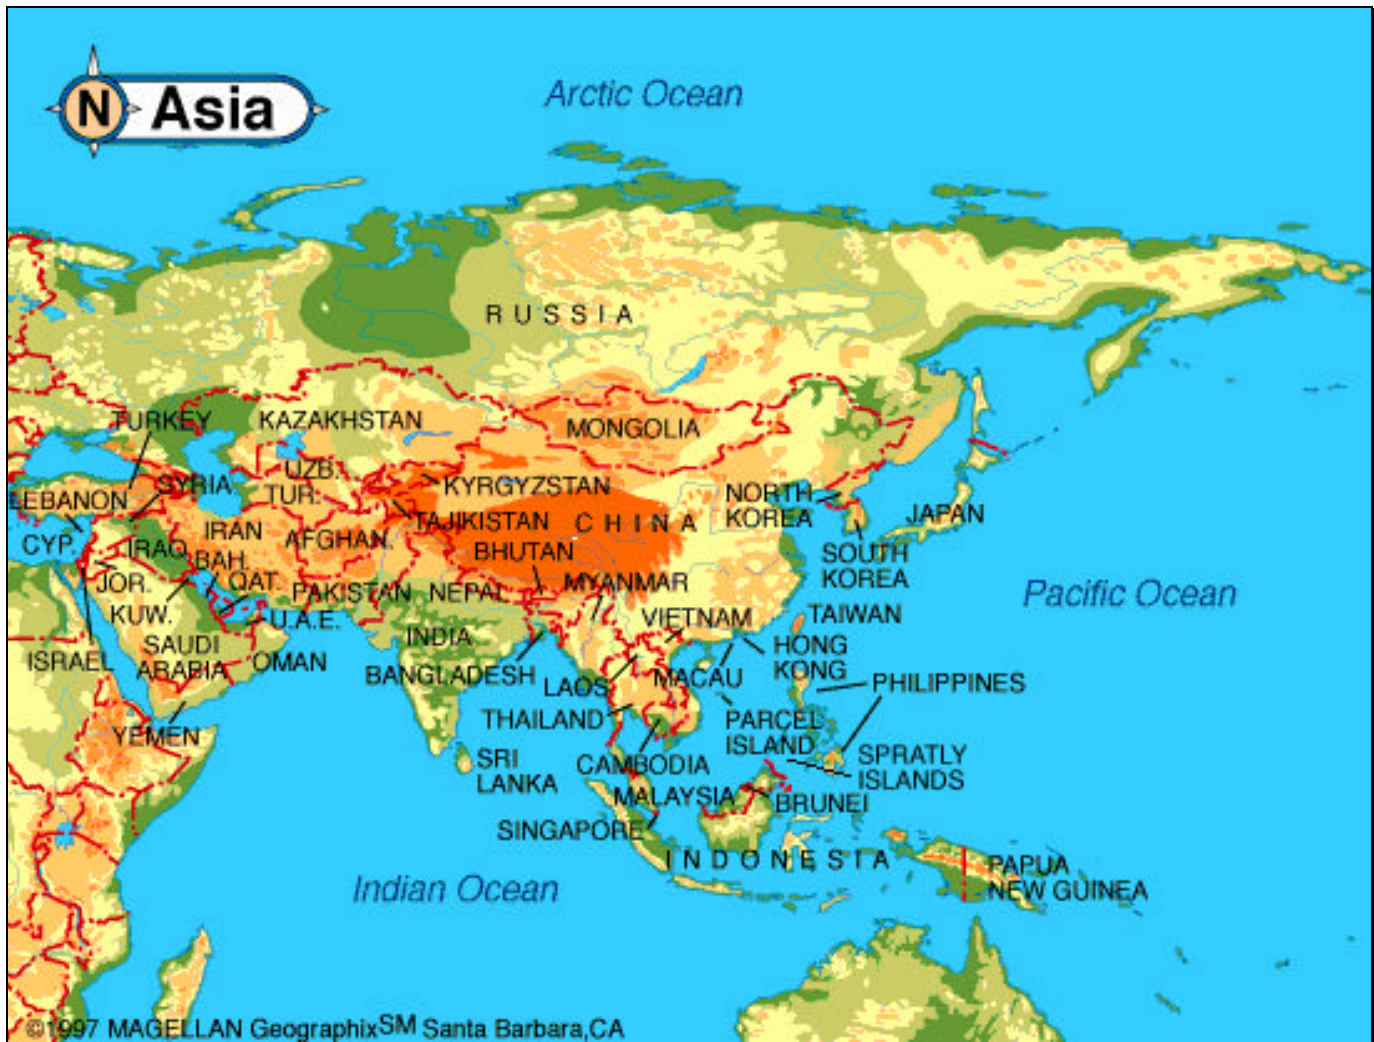 N Asia
Arctic Ocean
RUSSIA
TURKEY
KAZAKHSTAN
MONGOLIA
UZB.
SYRIA
TUR.
KYRGYZSTAN
LEBANON
NORTH
KOREA
JAPAN
IRAN
TAJIKISTAN
CHINA
CYP.
IRAQ
AFGHAN.
BHUTAN
SOUTH
KOREA
BAH.
JOR.
QAT.
PAKISTAN
NEPAL
MYANMAR
Pacific Ocean
KUW.
U.A.E.
VIETNAM
TAIWAN
SAUDI
ARABIA
INDIA
HONG
KONG
ISRAEL
OMAN
BANGLADESH
LAOS
MACAU
PHILIPPINES
YEMEN
THAILAND
PARCEL
ISLAND
SRI
LANKA
CAMBODIA
SPRATLY
ISLANDS
MALAYSIA
BRUNEI
SINGAPORE
INDONESIA
PAPUA
NEW GUINEA
Indian Ocean
©1997 MAGELLAN GeographixSM Santa Barbara,CA